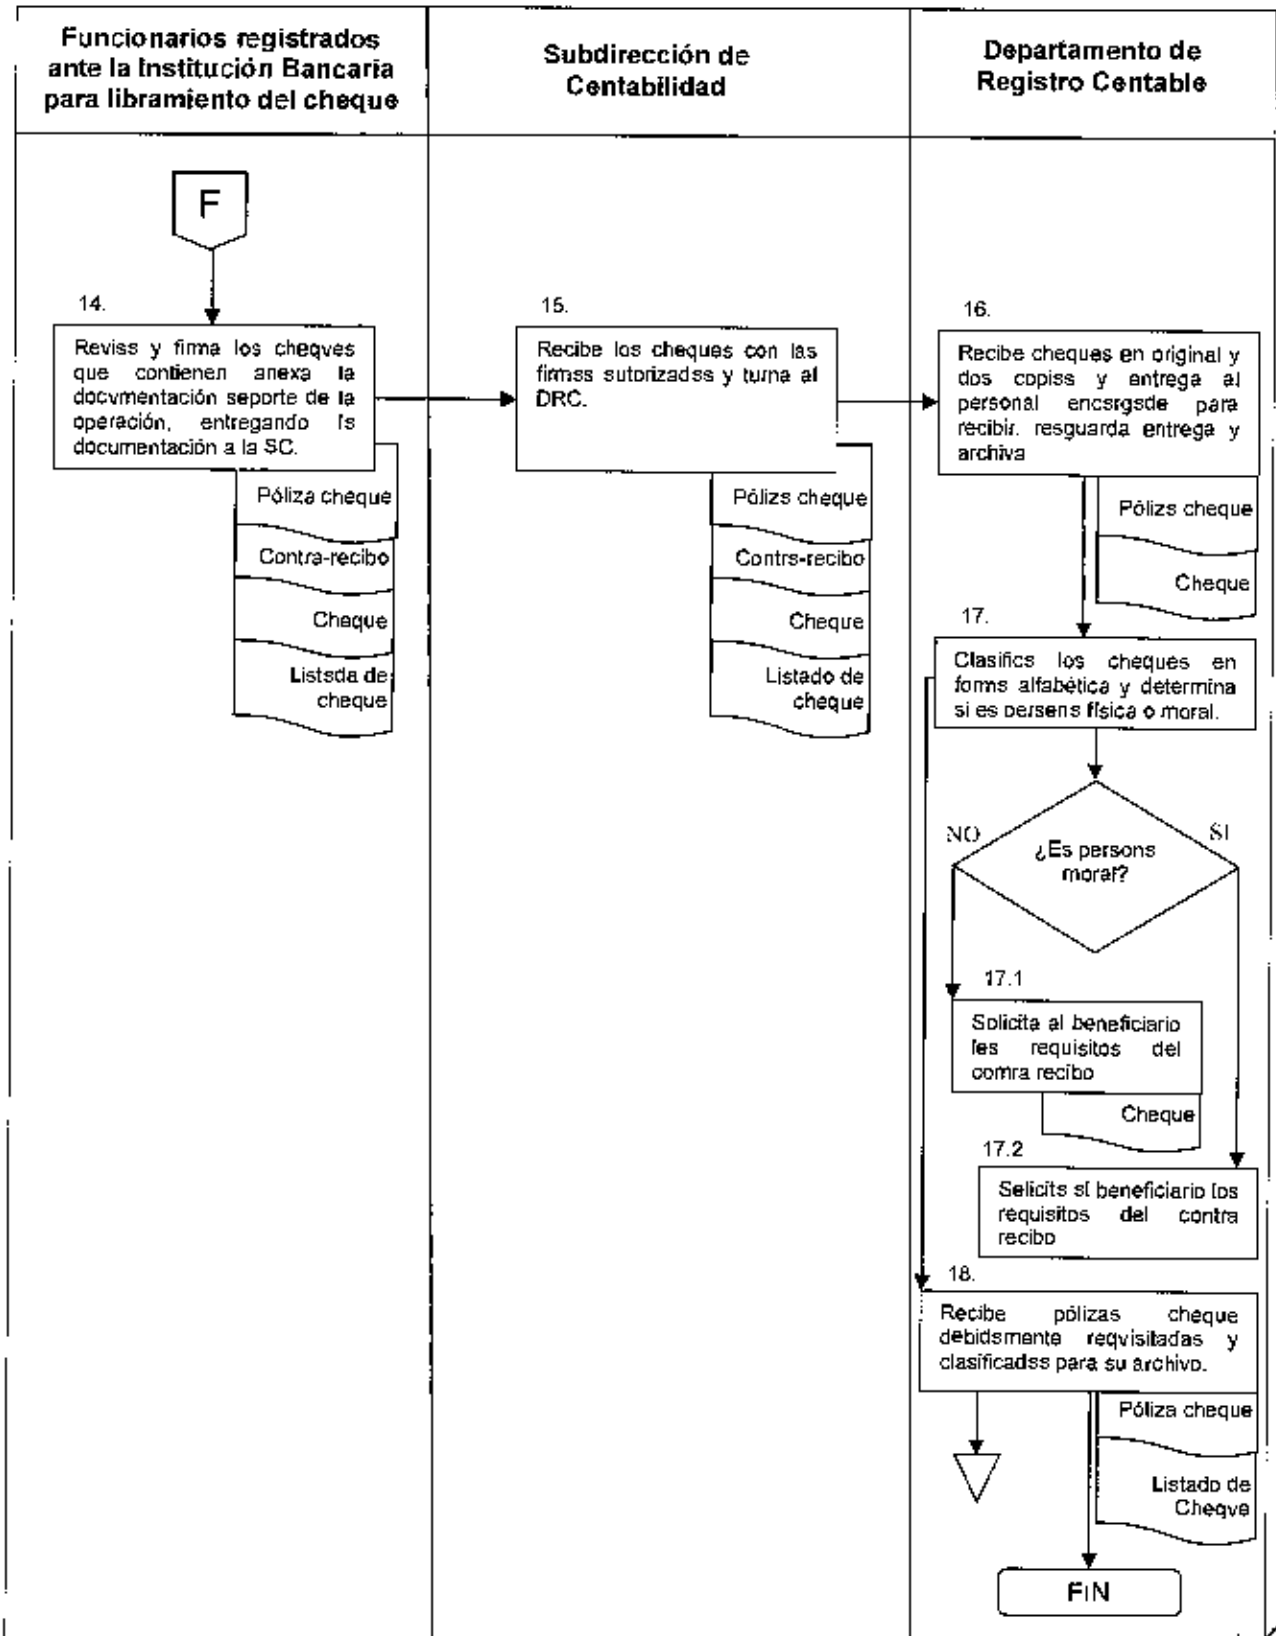 Funcionarios registrados
ante la Institución Bancaria
para libramiento del cheque
Subdirección de
Contabilidad
Departamento de
Registro Contable
F
14.
Reviss y firma los cheqves
que contienen anexa la
docvmentación seporte de la
operación, entregando ls
documentación a la SC.
Póliza cheque
Contra-recibo
Cheque
Listsda de
cheque
15.
Recibe los cheques con las
firmss sutorizadss y turna al
DRC.
Pólizs cheque
Contrs-recibo
Cheque
Listado de
cheque
16.
Recibe cheques en original y
dos copiss y entrega al
personal encsrgsde para
recibir, resguarda entrega y
archiva
Pólizs cheque
Cheque
17.
Clasifics los cheques en
forms alfabética y determina
si es persens física o moral.
¿Es persons
moral?
NO
SI
17.1
Solicita al beneficiario
les requisitos del
comra recibo
Cheque
17.2
Selicits sl beneficiario los
requisitos del contra
recibo
18.
Recibe pólizas cheque
debidsmente reqvisitadas y
clasificadss para su archivo.
Póliza cheque
Listado de
Cheqve
FIN